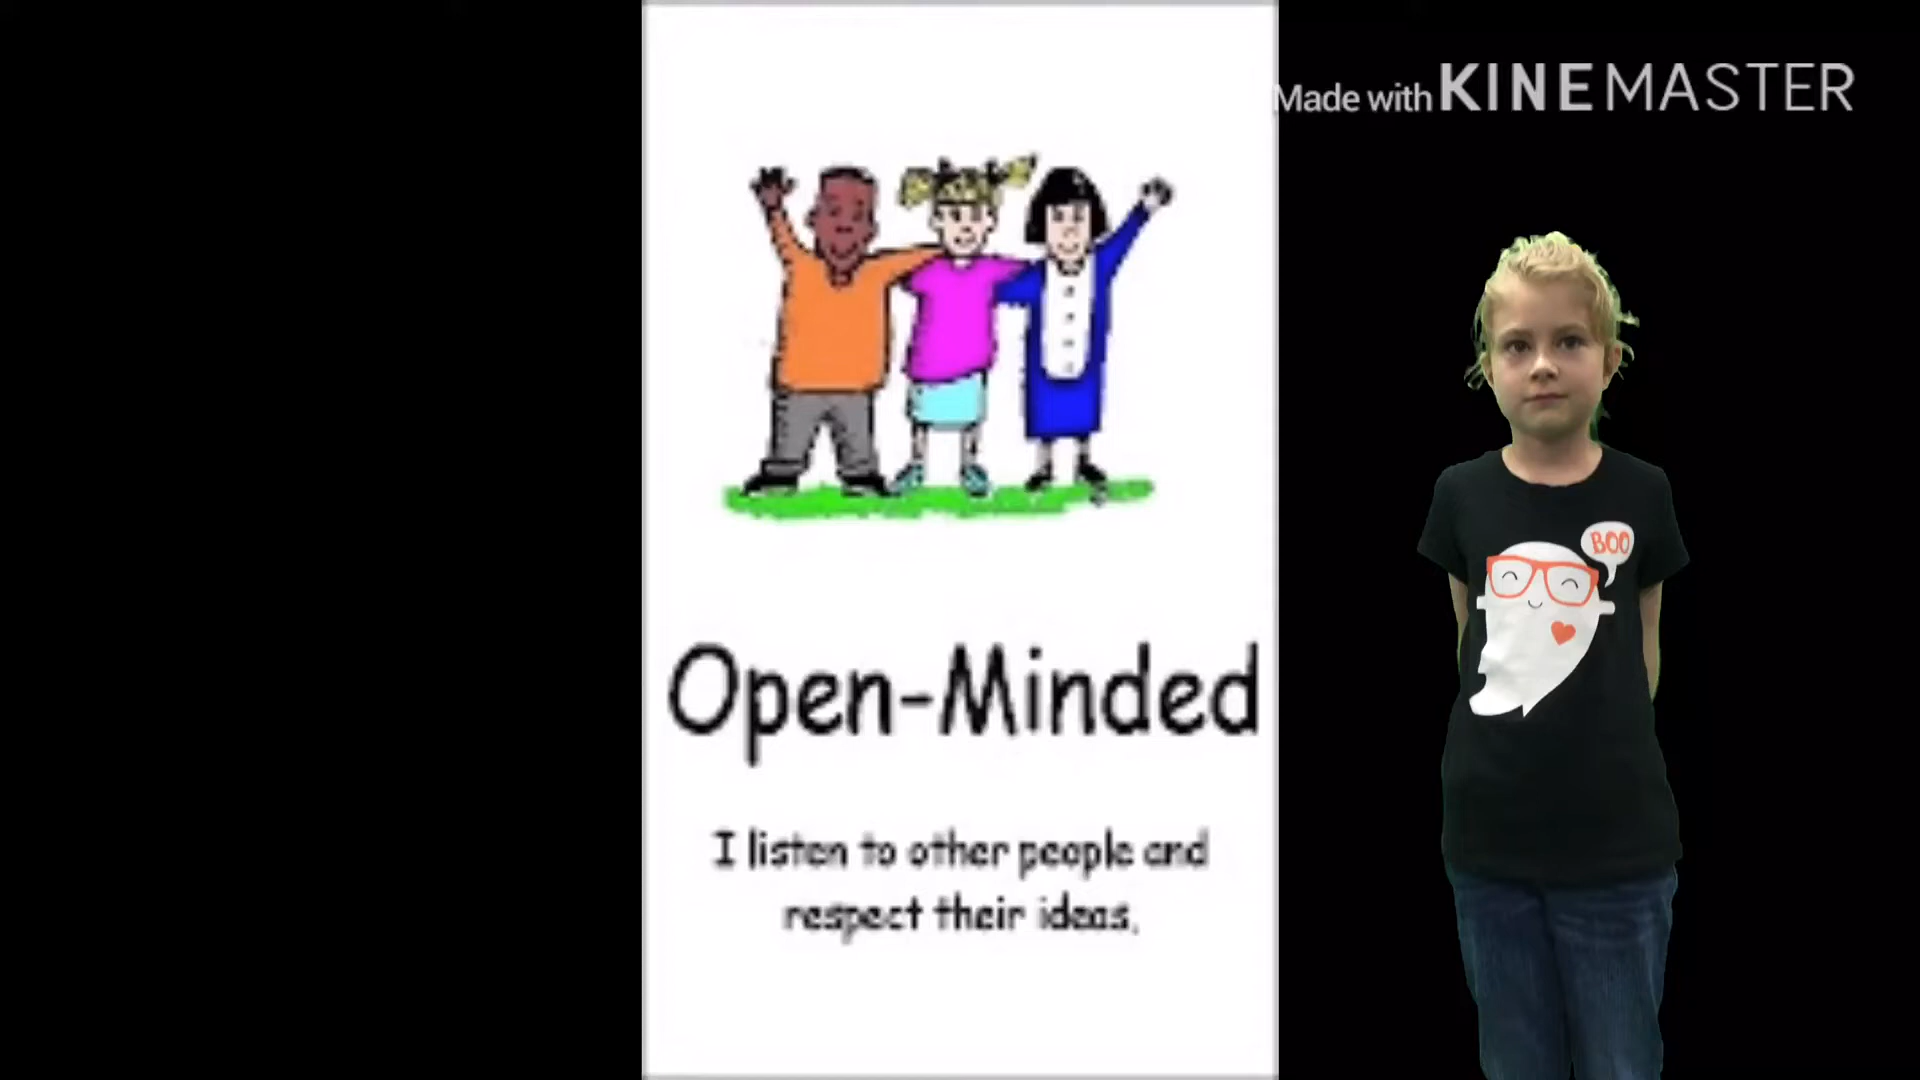 Made with KINEMASTER
BOO
Open-Minded
I listen to other people and
respect their ideas.